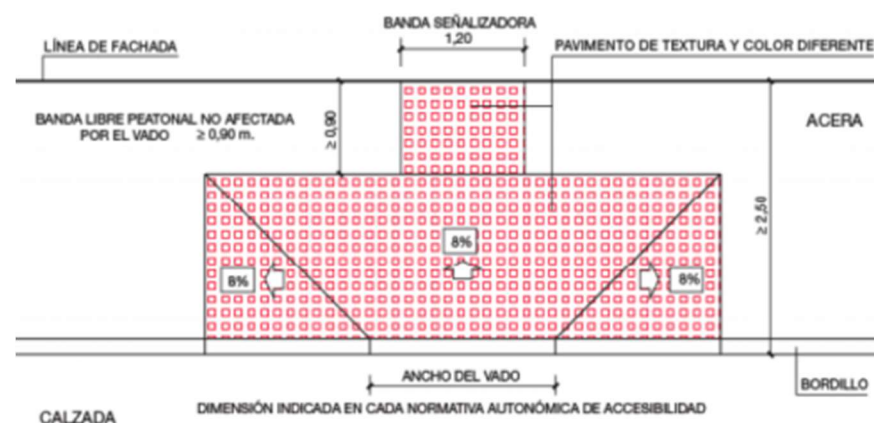 BANDA SEÑALIZADORA
1,20
LÍNEA DE FACHADA
PAVIMENTO DE TEXTURA Y COLOR DIFERENTE
BANDA LIBRE PEATONAL NO AFECTADA
POR EL VADO ≥ 0,90 m.
≥ 0,90
ACERA
≥ 2,50
8%
8%
8%
ANCHO DEL VADO
BORDILLO
DIMENSIÓN INDICADA EN CADA NORMATIVA AUTONÓMICA DE ACCESIBILIDAD
CALZADA